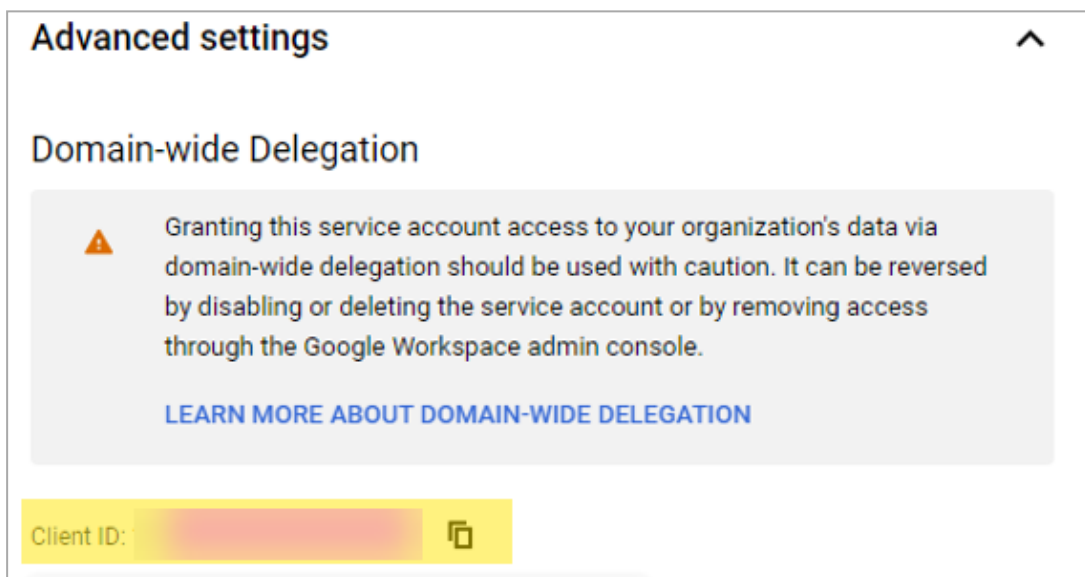 Advanced settings
Domain-wide Delegation
Granting this service account access to your organization's data via
domain-wide delegation should be used with caution. It can be reversed
by disabling or deleting the service account or by removing access
through the Google Workspace admin console.
LEARN MORE ABOUT DOMAIN-WIDE DELEGATION
Client ID: